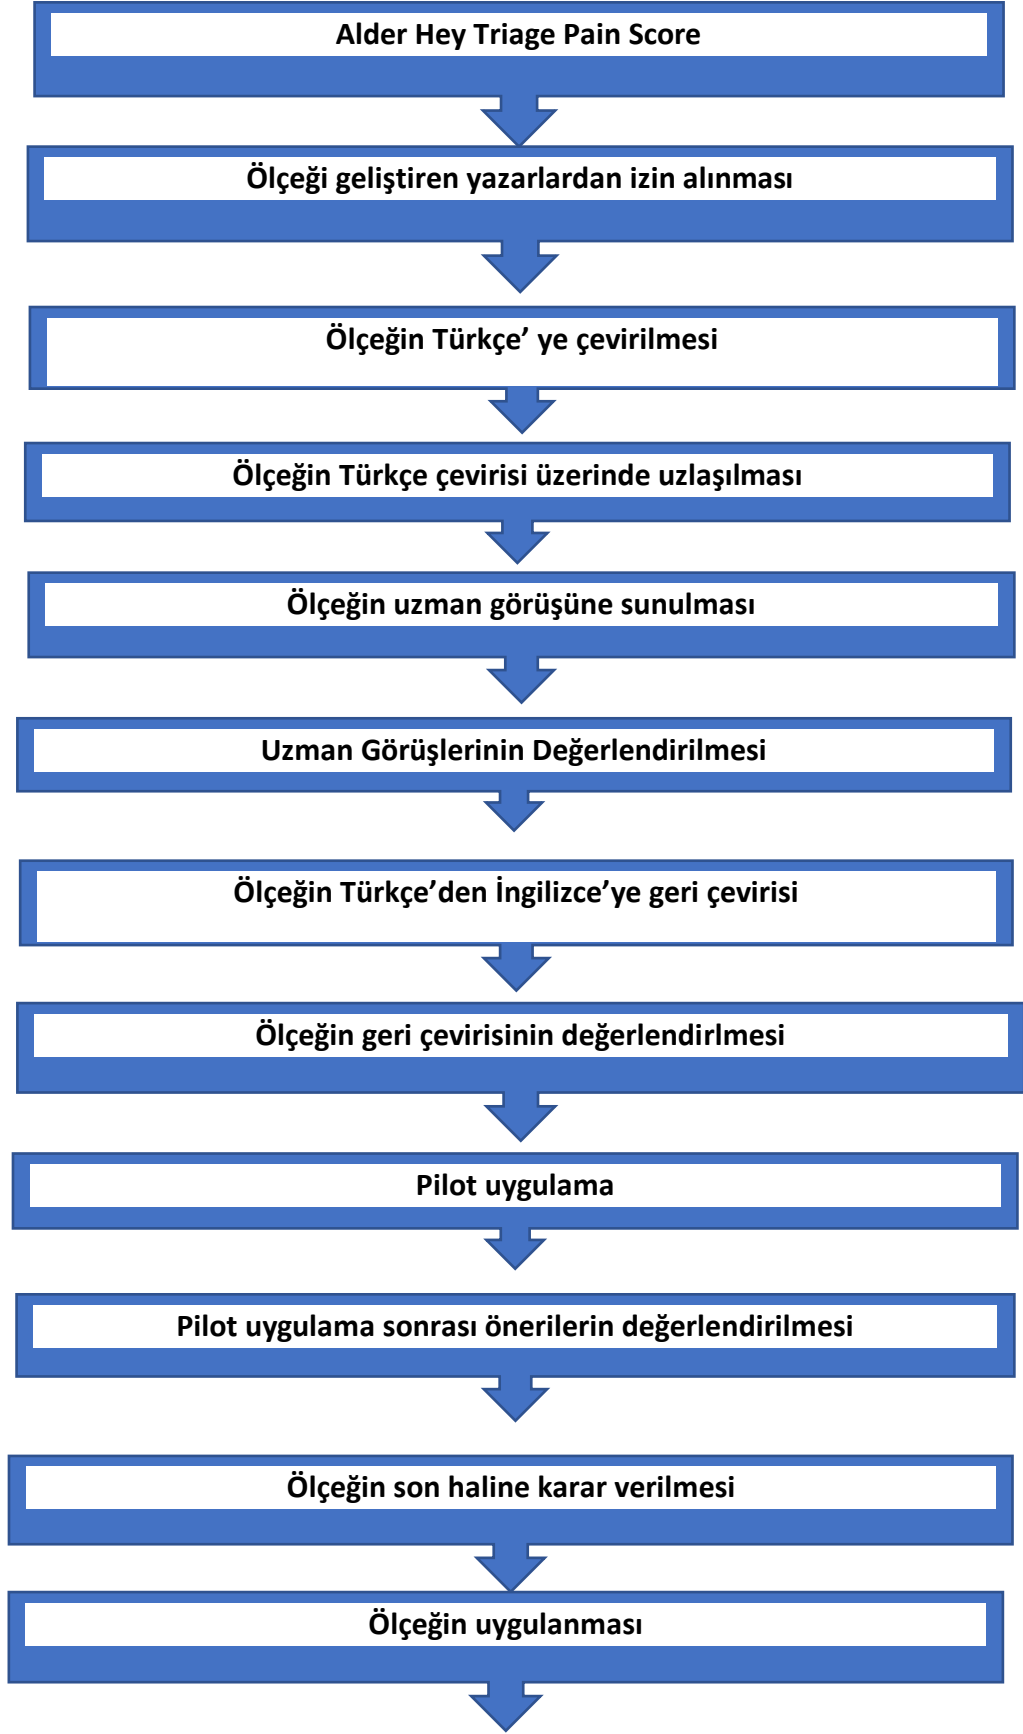 Alder Hey Triage Pain Score
Ölçeği geliştiren yazarlardan izin alınması
Ölçeğin Türkçe’ ye çevirilmesi
Ölçeğin Türkçe çevirisi üzerinde uzlaşılması
Ölçeğin uzman görüşüne sunulması
Uzman Görüşlerinin Değerlendirilmesi
Ölçeğin Türkçe’den İngilizce’ye geri çevirisi
Ölçeğin geri çevirisinin değerlendirlmesi
Pilot uygulama
Pilot uygulama sonrası önerilerin değerlendirilmesi
Ölçeğin son haline karar verilmesi
Ölçeğin uygulanması